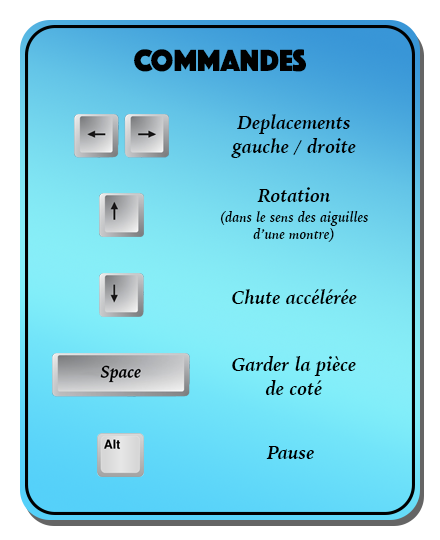 COMMANDES
← →
Deplacements
gauche / droite
↑
Rotation
(dans le sens des aiguilles
d'une montre)
↓
Chute accélérée
Space
Garder la pièce
de coté
Alt
Pause